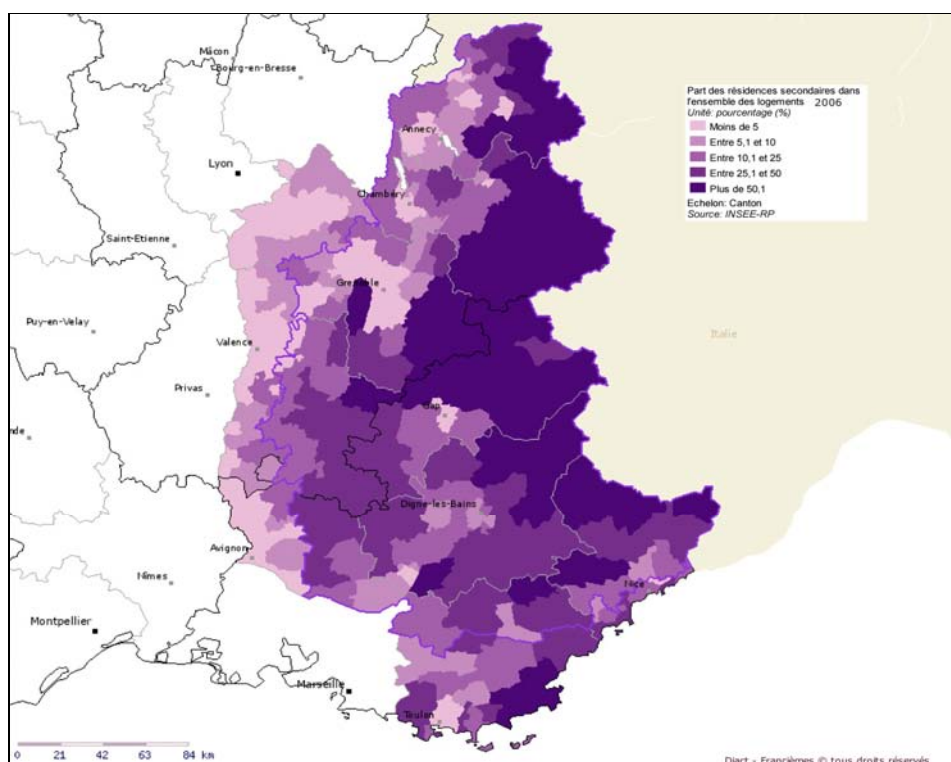 Mâcon
Bourg-en-Bresse
Annecy
Lyon
Chambéry
Saint-Etienne
Grenoble
Puy-en-Velay
Valence
Privas
Gap
nde
Digne-les-Bains
Avignon
Nîmes
Nice
Montpellier
Marseille
Toulon
Italie
Part des résidences secondaires dans
l'ensemble des logements 2006
Unité: pourcentage (%)
Moins de 5
Entre 5,1 et 10
Entre 10,1 et 25
Entre 25,1 et 50
Plus de 50,1
Echelon: Canton
Source: INSEE-RP
0 21 42 63 84 km
Diact - Francièmes © tous droits réservés